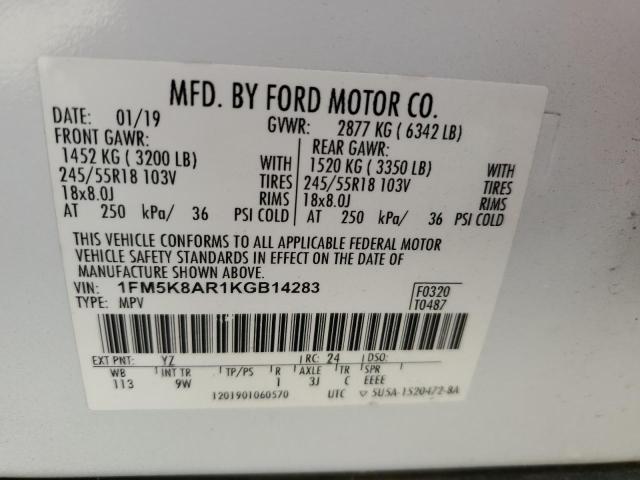 MFD. BY FORD MOTOR CO.
DATE: 01/19 GVWR: 2877 KG ( 6342 LB)
FRONT GAWR: REAR GAWR:
1452 KG ( 3200 LB) WITH 1520 KG ( 3350 LB) WITH
245/55R18 103V TIRES 245/55R18 103V TIRES
18x8.0J RIMS 18x8.0J RIMS
AT 250 kPa/ 36 PSI COLD AT 250 kPa/ 36 PSI COLD
THIS VEHICLE CONFORMS TO ALL APPLICABLE FEDERAL MOTOR
VEHICLE SAFETY STANDARDS IN EFFECT ON THE DATE OF
MANUFACTURE SHOWN ABOVE.
VIN: 1FM5K8AR1KGB14283 F0320
TYPE: MPV T0487
EXT PNT: YZ RC: 24 DSO:
WB INT TR TP/PS R AXLE TR SPR
113 9W 1 3J C EEEE
1201901060570 UTC ▽ 5U5A-1520472-8A